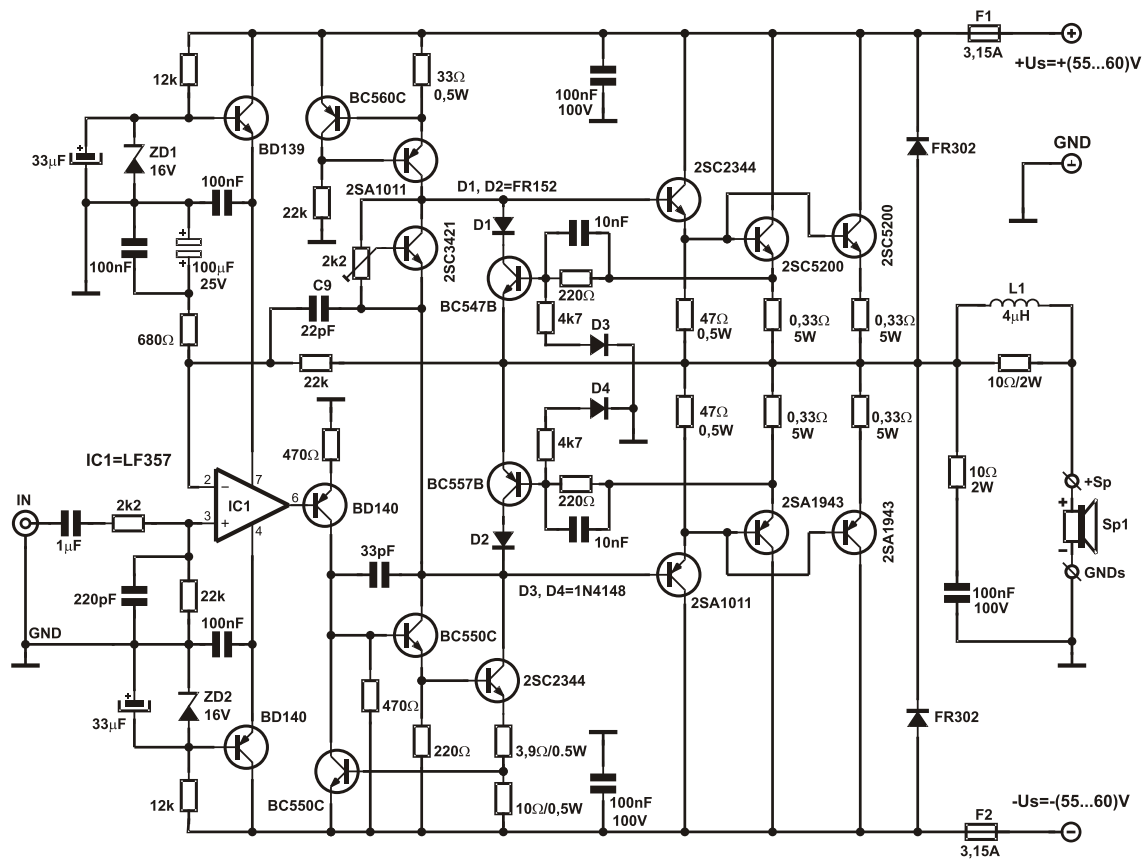 F1
3,15A
+Us=+(55...60)V
12k
BC560C
33Ω
0,5W
100nF
100V
GND
BD139
33µF
ZD1
16V
FR302
2SC2344
100nF
2SA1011
D1, D2=FR152
22k
10nF
D1
2SC3421
2SC5200
2SC5200
2k2
100nF
100µF
25V
C9
22pF
BC547B
220Ω
L1
4µH
680Ω
4k7
D3
47Ω
0,5W
0,33Ω
5W
0,33Ω
5W
22k
10Ω/2W
D4
47Ω
0,5W
0,33Ω
5W
0,33Ω
5W
4k7
470Ω
IC1=LF357
10Ω
2W
2
7
−
BC557B
220Ω
+Sp
IN
2k2
IC1
6
BD140
2SA1943
2SA1943
+
Sp1
3
+
4
1µF
10nF
D2
−
33pF
GNDs
220pF
22k
D3, D4=1N4148
2SA1011
100nF
100V
GND
100nF
BC550C
2SC2344
33µF
ZD2
16V
470Ω
BD140
220Ω
3,9Ω/0.5W
FR302
BC550C
10Ω/0,5W
12k
100nF
100V
F2
3,15A
-Us=-(55...60)V